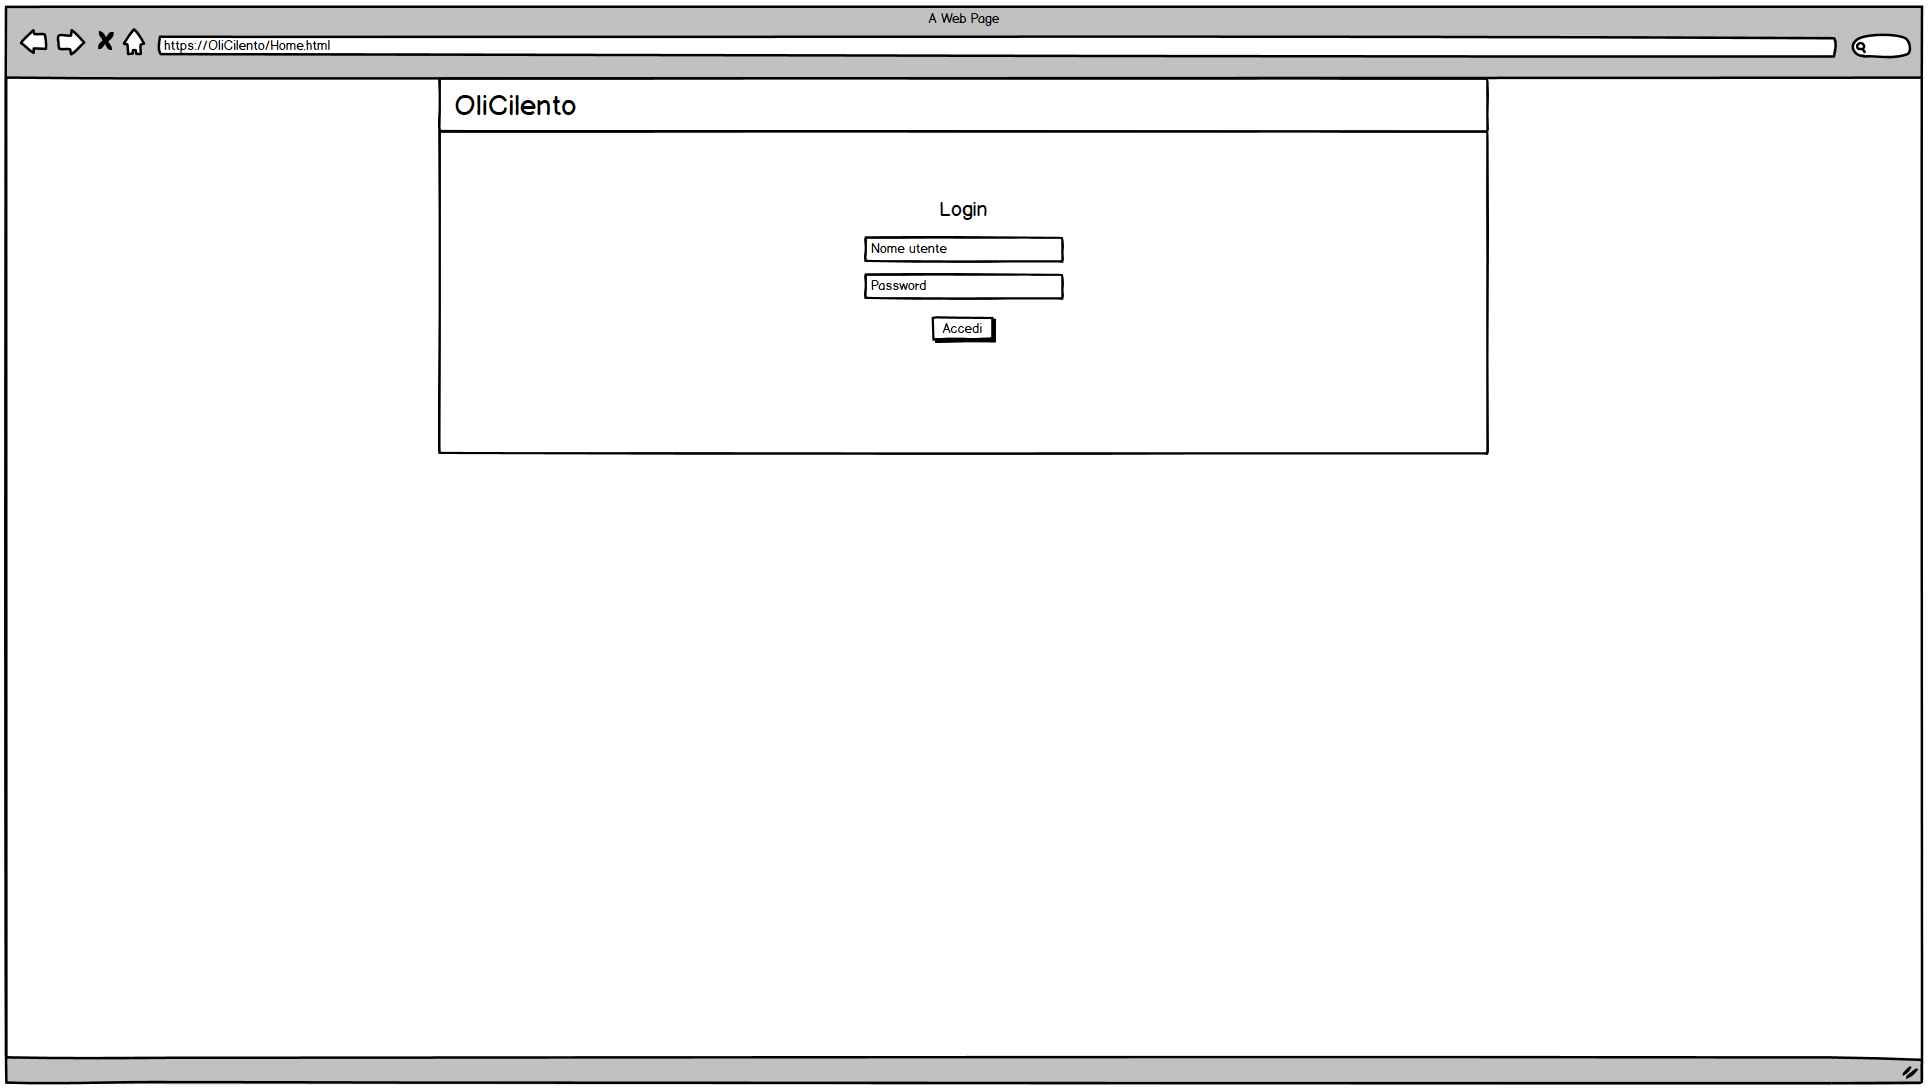 A Web Page
https://OliCilento/Home.html
OliCilento
Login
Nome utente
Password
Accedi